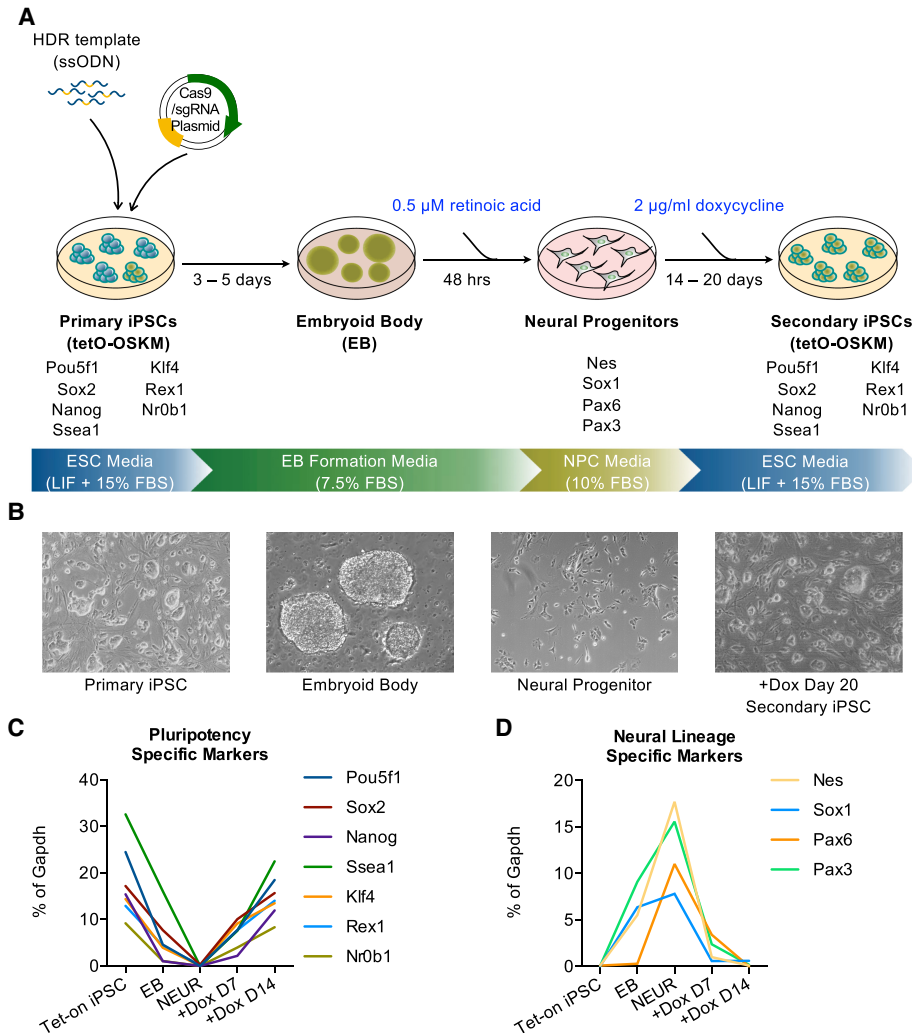 A
HDR template
(ssODN)
Cas9
/sgRNA
Plasmid
0.5 µM retinoic acid
2 µg/ml doxycycline
3 – 5 days
48 hrs
14 – 20 days
Primary iPSCs
(tetO-OSKM)
Embryoid Body
(EB)
Neural Progenitors
Secondary iPSCs
(tetO-OSKM)
Pou5f1 Klf4
Sox2 Rex1
Nanog Nr0b1
Ssea1
Nes
Sox1
Pax6
Pax3
Pou5f1 Klf4
Sox2 Rex1
Nanog Nr0b1
Ssea1
ESC Media
(LIF + 15% FBS)
EB Formation Media
(7.5% FBS)
NPC Media
(10% FBS)
ESC Media
(LIF + 15% FBS)
B
Primary iPSC
Embryoid Body
Neural Progenitor
+Dox Day 20
Secondary iPSC
C
Pluripotency
Specific Markers
% of Gapdh
40
30
20
10
0
Tet-on iPSC
EB
NEUR
+Dox D7
+Dox D14
Pou5f1
Sox2
Nanog
Ssea1
Klf4
Rex1
Nr0b1
D
Neural Lineage
Specific Markers
% of Gapdh
20
15
10
5
0
Tet-on iPSC
EB
NEUR
+Dox D7
+Dox D14
Nes
Sox1
Pax6
Pax3